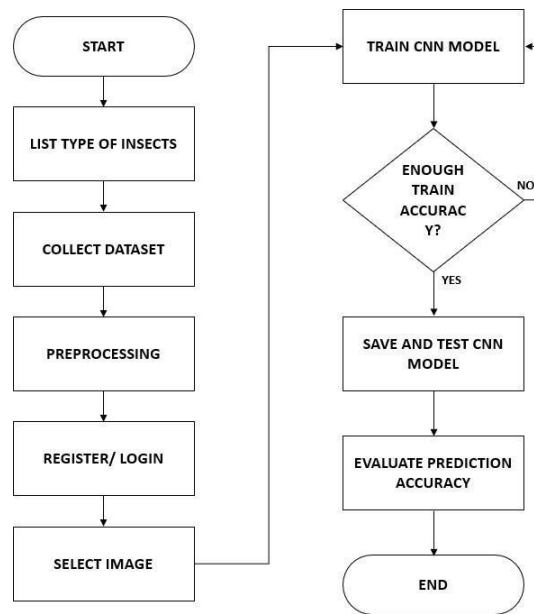 START
LIST TYPE OF INSECTS
COLLECT DATASET
PREPROCESSING
REGISTER/ LOGIN
SELECT IMAGE
TRAIN CNN MODEL
ENOUGH
TRAIN
ACCURAC
Y?
NO
YES
SAVE AND TEST CNN
MODEL
EVALUATE PREDICTION
ACCURACY
END